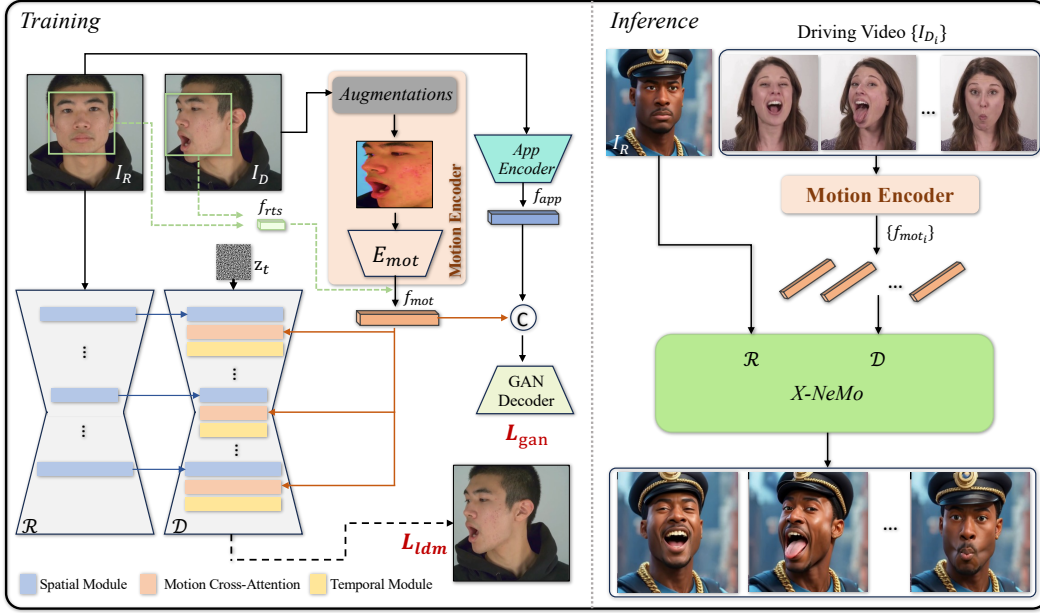 Training
I_R
I_D
f_rts
z_t
Augmentations
E_mot
Motion Encoder
f_mot
App
Encoder
f_app
C
GAN
Decoder
L_gan
...
...
...
...
R
D
L_ldm
Spatial Module
Motion Cross-Attention
Temporal Module
Inference
Driving Video {I_{D_i}}
I_R
...
Motion Encoder
{f_{mot_i}}
...
R
D
X-NeMo
...